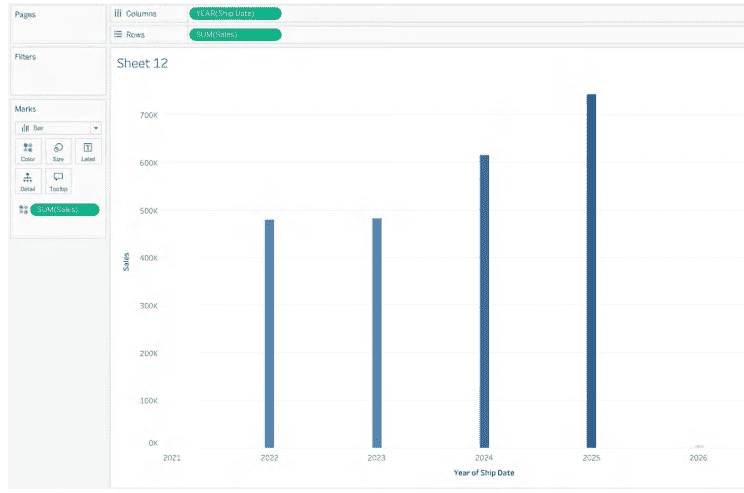 Pages
Columns YEAR(Ship Date)
Rows SUM(Sales)
Filters
Sheet 12
Marks
Bar
Color Size Label
Detail Tooltip
SUM(Sales)
700K
600K
500K
400K
300K
200K
100K
0K
Sales
2021 2022 2023 2024 2025 2026
Year of Ship Date